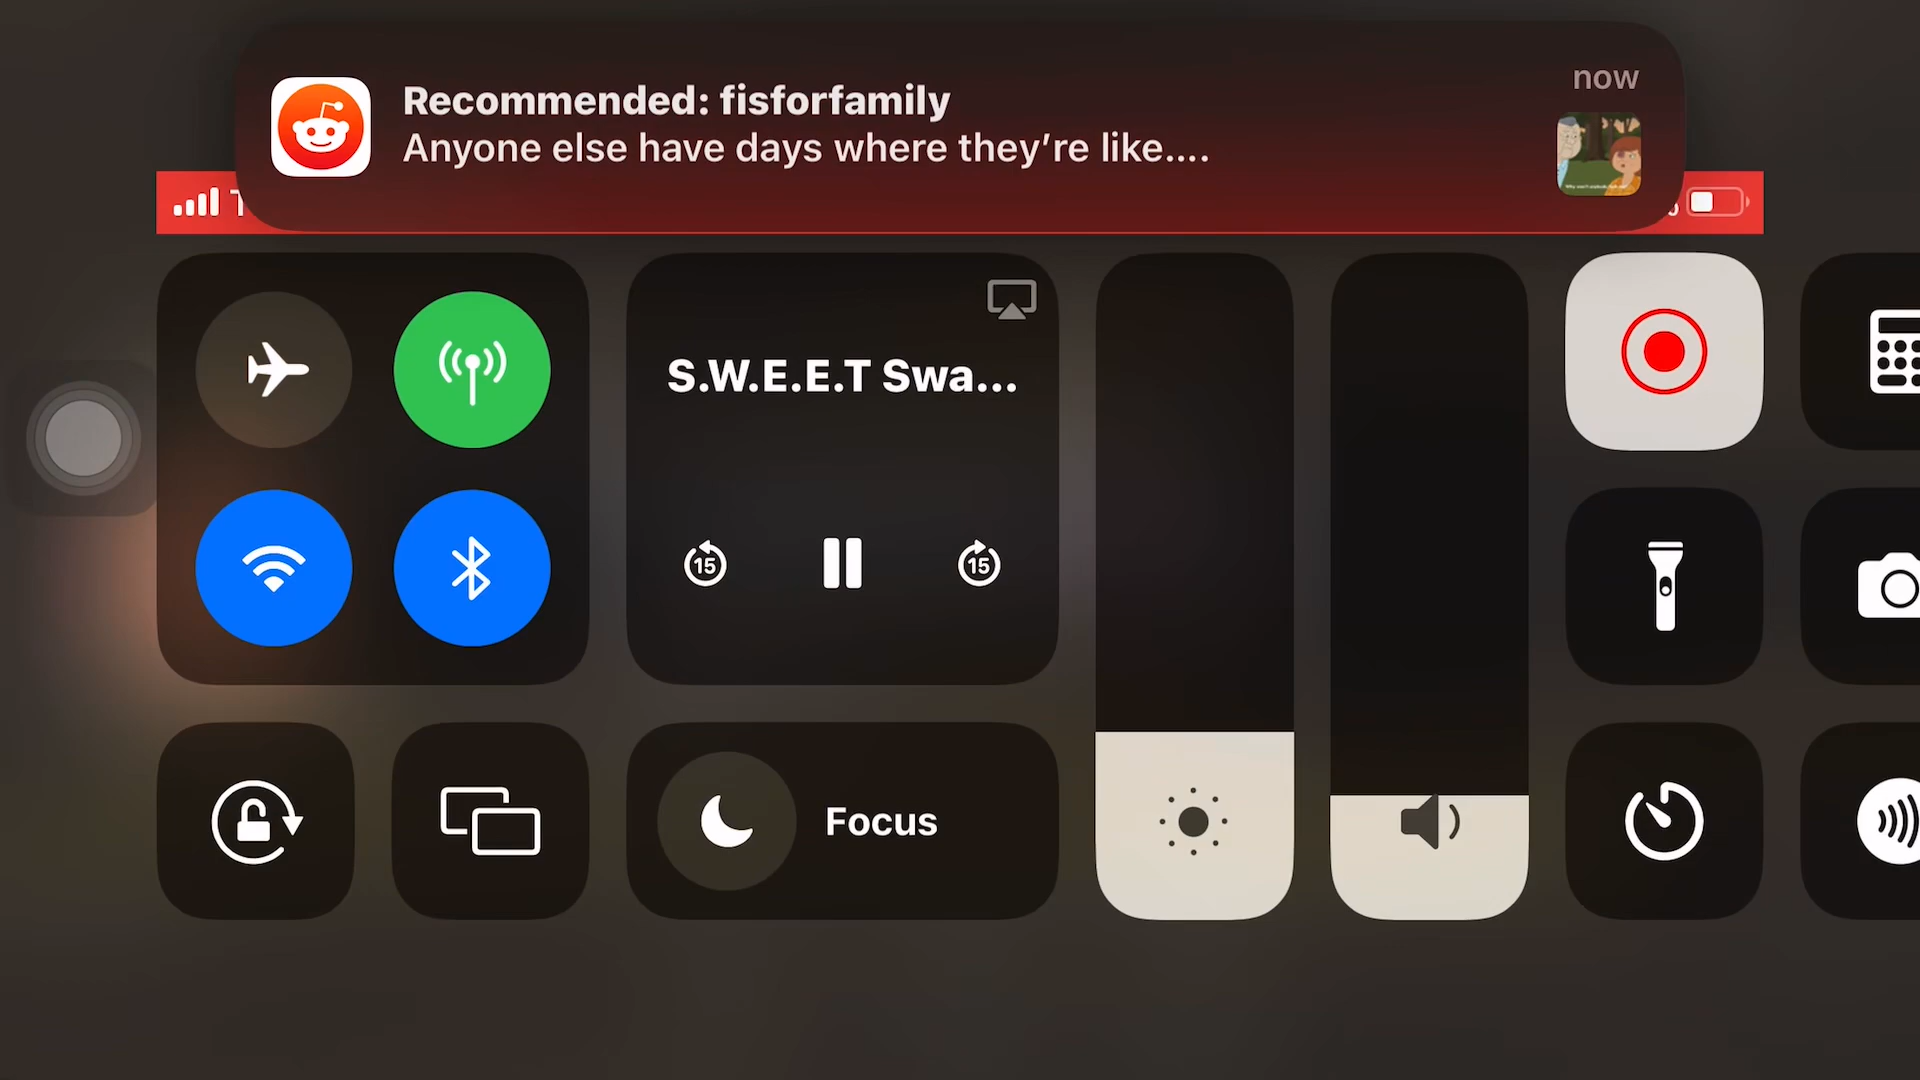 Recommended: fisforfamily
now
Anyone else have days where they’re like....
T
S.W.E.E.T Swa...
15
15
Focus